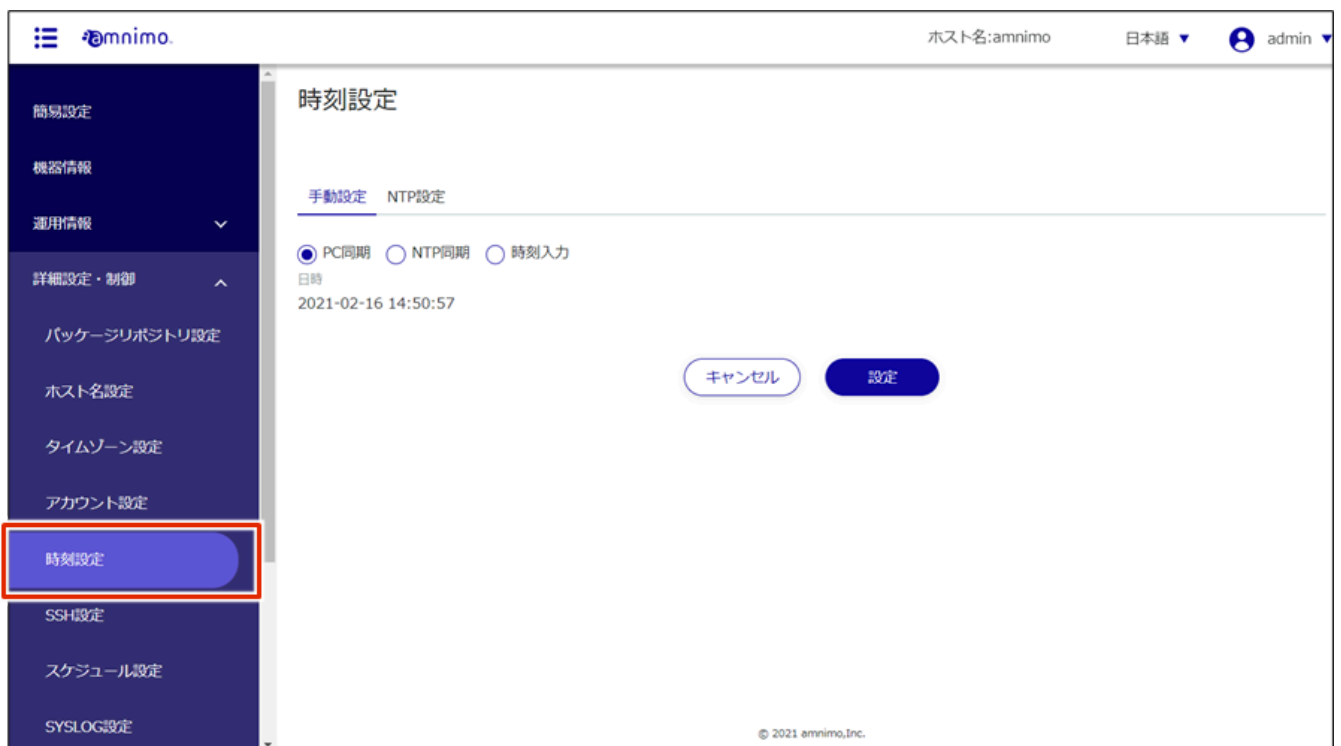 amnimo.
ホスト名:amnimo
日本語 ▼
admin ▼
簡易設定
機器情報
運用情報
詳細設定・制御
パッケージリポジトリ設定
ホスト名設定
タイムゾーン設定
アカウント設定
時刻設定
SSH設定
スケジュール設定
SYSLOG設定
時刻設定
手動設定 NTP設定
PC同期 NTP同期 時刻入力
日時
2021-02-16 14:50:57
キャンセル 設定
© 2021 amnimo,Inc.